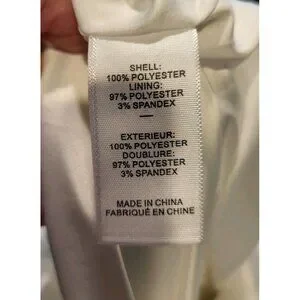 SHELL:
100% POLYESTER
LINING:
97% POLYESTER
3% SPANDEX
—
EXTERIEUR:
100% POLYESTER
DOUBLURE:
97% POLYESTER
3% SPANDEX
MADE IN CHINA
FABRIQUÉ EN CHINE